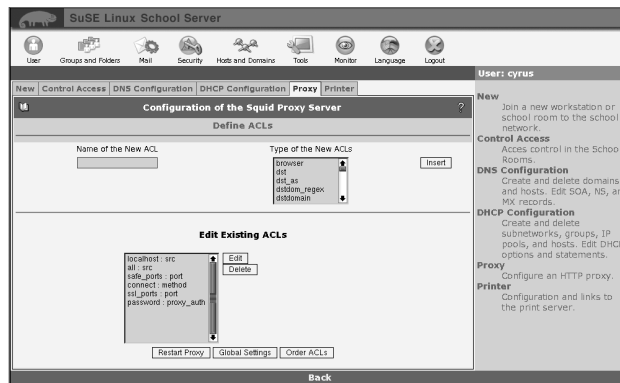 SuSE Linux School Server
User Groups and Folders Mail Security Hosts and Domains Tools Monitor Language Logout
User: cyrus
New Control Access DNS Configuration DHCP Configuration Proxy Printer
Configuration of the Squid Proxy Server ?
Define ACLs
Name of the New ACL
Type of the New ACLs
browser
dst
dst_as
dstdom_regex
dstdomain
Insert
Edit Existing ACLs
localhost : src
all : src
safe_ports : port
connect : method
ssl_ports : port
password : proxy_auth
Edit
Delete
Restart Proxy Global Settings Order ACLs
Back
New
Join a new workstation or
school room to the school
network.
Control Access
Acces control in the School
Rooms.
DNS Configuration
Create and delete domains
and hosts. Edit SOA, NS, an
MX records.
DHCP Configuration
Create and delete
subnetworks, groups, IP
pools, and hosts. Edit DHC
options and statements.
Proxy
Configure an HTTP proxy.
Printer
Configuration and links to
the print server.